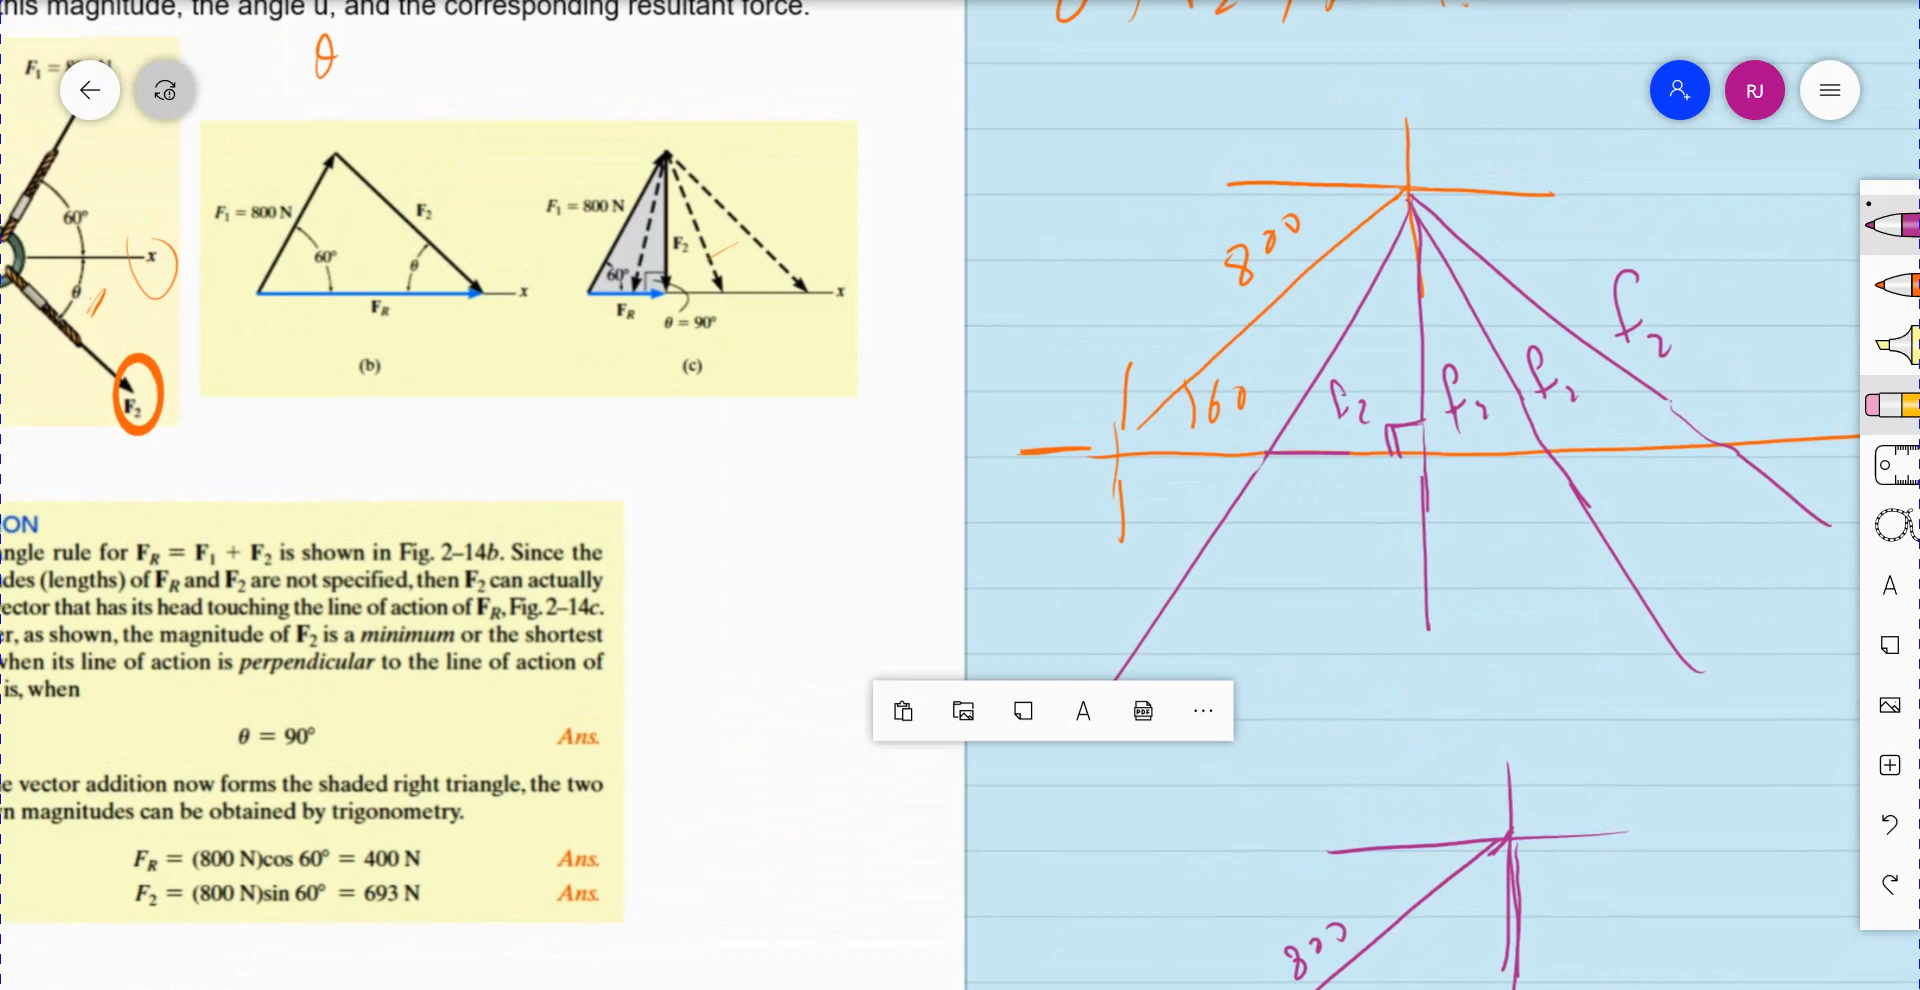 his magnitude, the angle u, and the corresponding resultant force.
θ
F₁ =
60°
x
θ
F₂
F₁ = 800 N
F₂
60°
θ
F_R
x
(b)
F₁ = 800 N
F₂
60°
F_R
θ = 90°
x
(c)
ON
angle rule for F_R = F₁ + F₂ is shown in Fig. 2–14b. Since the
des (lengths) of F_R and F₂ are not specified, then F₂ can actually
ector that has its head touching the line of action of F_R, Fig. 2–14c.
er, as shown, the magnitude of F₂ is a minimum or the shortest
when its line of action is perpendicular to the line of action of
is, when
θ = 90° Ans.
e vector addition now forms the shaded right triangle, the two
n magnitudes can be obtained by trigonometry.
F_R = (800 N)cos 60° = 400 N Ans.
F₂ = (800 N)sin 60° = 693 N Ans.
RJ
800
60
f₂
f₂
f₂
f₂
800
A
PDF
A